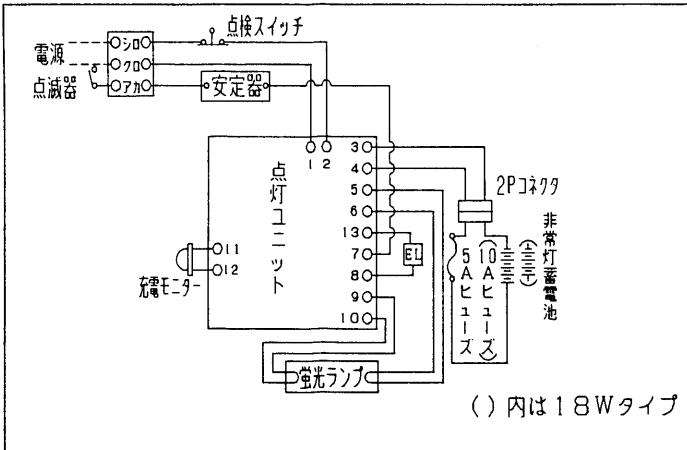 点検スイッチ
電源
シロ
クロ
点滅器
アカ
安定器
1 2
3
4
5
6
13
7
8
9
10
点灯ユニット
11
12
充電モニター
EL
2Pコネクタ
5Aヒューズ
(10Aヒューズ)
非常灯蓄電池
蛍光ランプ
( ) 内は18Wタイプ